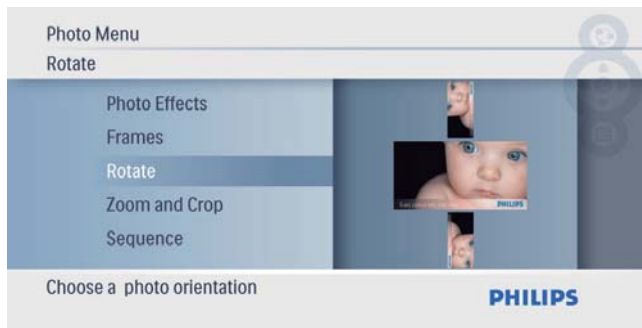 Photo Menu
Rotate
Photo Effects
Frames
Rotate
Zoom and Crop
Sequence
PHILIPS
Choose a photo orientation
PHILIPS